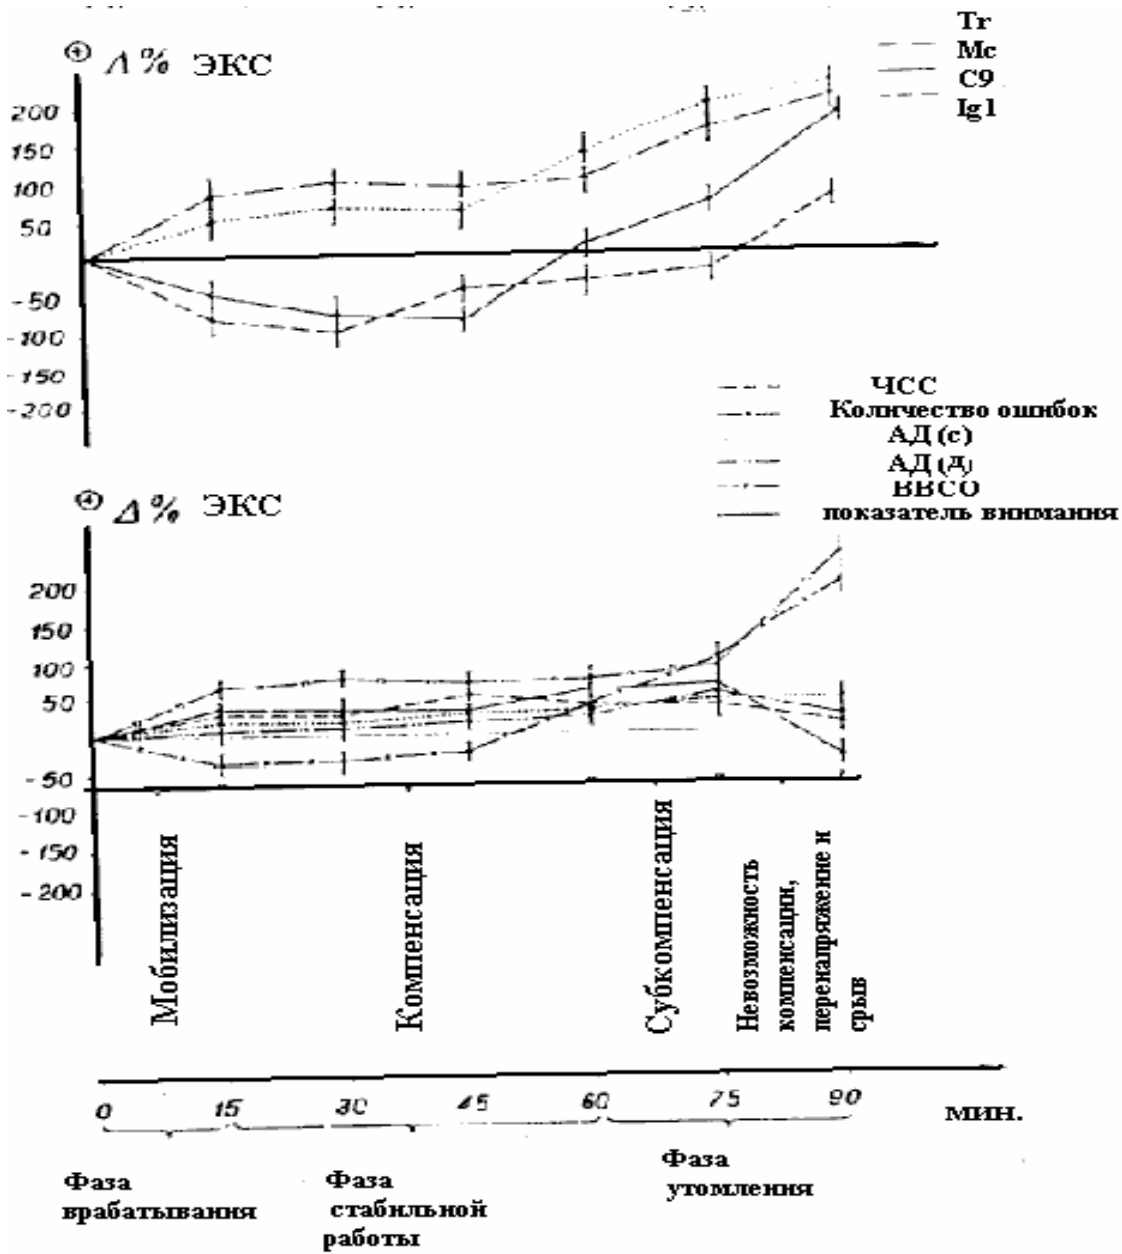 Tr
Mc
C9
Ig1
Δ% ЭКС
200
150
100
50
-50
-100
-150
-200
ЧСС
Количество ошибок
АД (с)
АД (д)
ВВСО
показатель внимания
Δ% ЭКС
200
150
100
50
-50
-100
-150
-200
Мобилизация
Компенсация
Субкомпенсация
Невозможность
компенсации,
перенапряжение и
срыв
0 15 30 45 60 75 90 мин.
Фаза
врабатывания
Фаза
стабильной
работы
Фаза
утомления